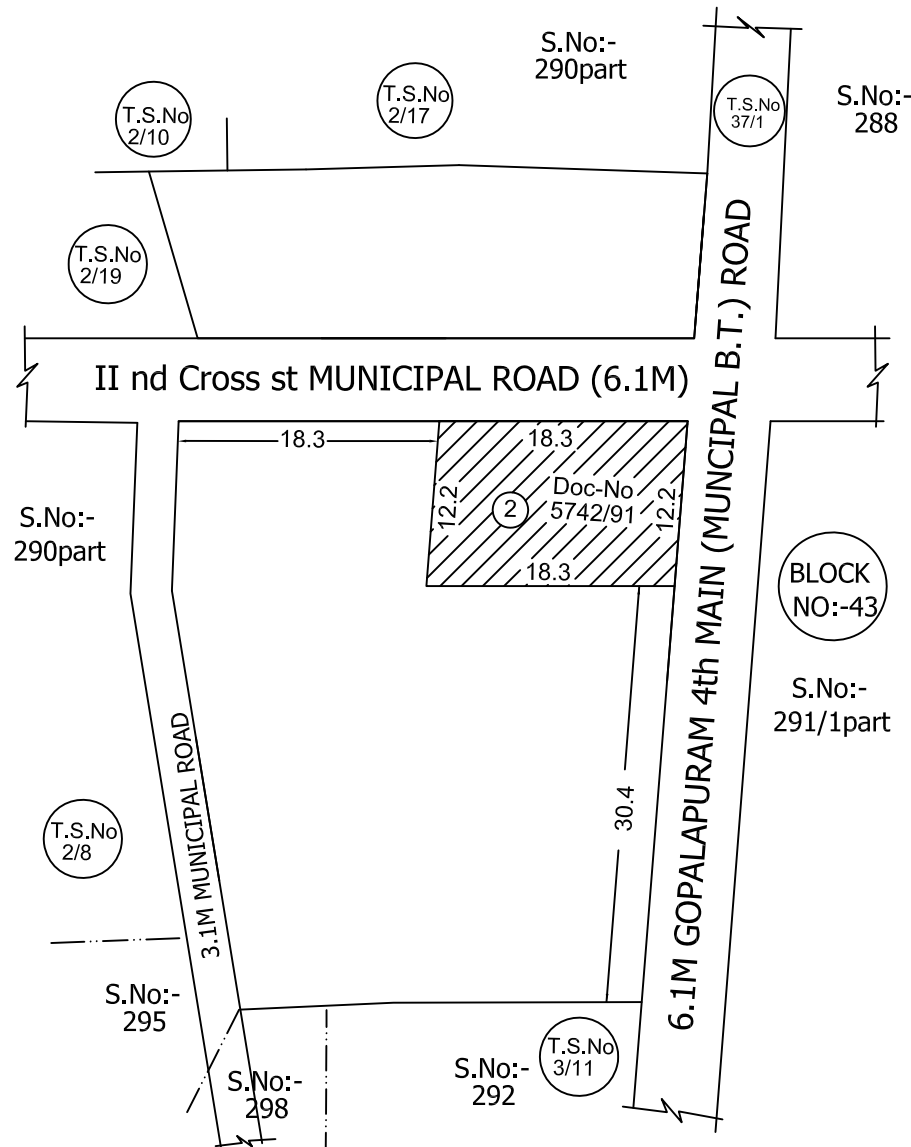 S.No:-
290part
T.S.No
2/10
T.S.No
2/17
T.S.No
37/1
S.No:-
288
T.S.No
2/19
II nd Cross st MUNICIPAL ROAD (6.1M)
6.1M GOPALAPURAM 4th MAIN (MUNCIPAL B.T.) ROAD
18.3
18.3
12.2
2
Doc-No
5742/91
12.2
18.3
S.No:-
290part
BLOCK
NO:-43
S.No:-
291/1part
3.1M MUNICIPAL ROAD
30.4
T.S.No
2/8
S.No:-
295
S.No:-
298
S.No:-
292
T.S.No
3/11